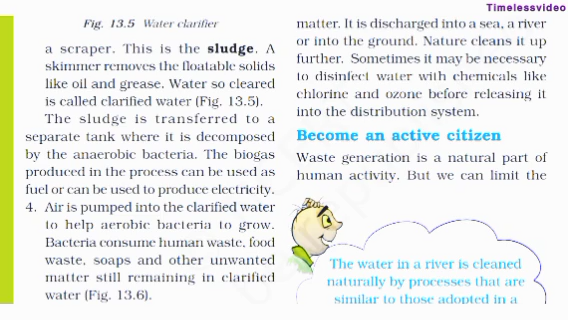 Timelessvideo
Fig. 13.5 Water clarifier
a scraper. This is the sludge. A
skimmer removes the floatable solids
like oil and grease. Water so cleared
is called clarified water (Fig. 13.5).
The sludge is transferred to a
separate tank where it is decomposed
by the anaerobic bacteria. The biogas
produced in the process can be used as
fuel or can be used to produce electricity.
4. Air is pumped into the clarified water
to help aerobic bacteria to grow.
Bacteria consume human waste, food
waste, soaps and other unwanted
matter still remaining in clarified
water (Fig. 13.6).
matter. It is discharged into a sea, a river
or into the ground. Nature cleans it up
further. Sometimes it may be necessary
to disinfect water with chemicals like
chlorine and ozone before releasing it
into the distribution system.
Become an active citizen
Waste generation is a natural part of
human activity. But we can limit the
The water in a river is cleaned
naturally by processes that are
similar to those adopted in a